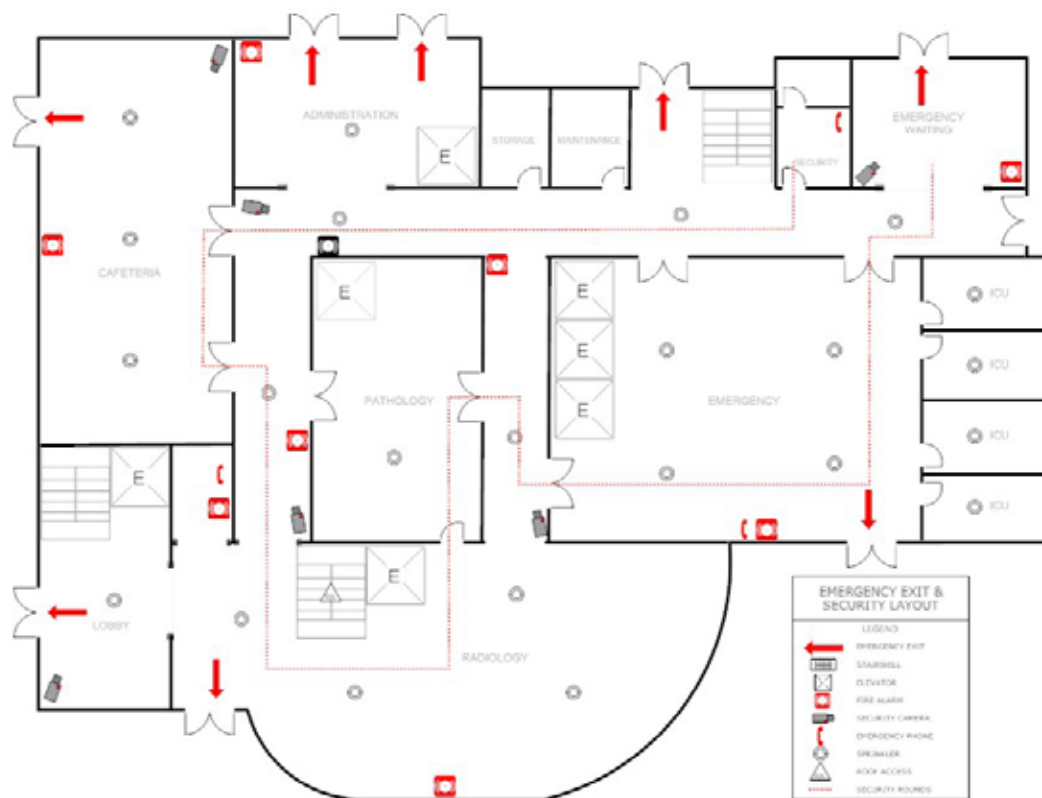 ADMINISTRATION
E
STORAGE
MAINTENANCE
SECURITY
EMERGENCY
WAITING
CAFETERIA
E
E
E
E
PATHOLOGY
EMERGENCY
ICU
ICU
ICU
ICU
E
E
LOBBY
RADIOLOGY
EMERGENCY EXIT &
SECURITY LAYOUT
LEGEND
EMERGENCY EXIT
STAIRWELL
ELEVATOR
FIRE ALARM
SECURITY CAMERA
EMERGENCY PHONE
SPRINKLER
ROOF ACCESS
SECURITY ROUNDS